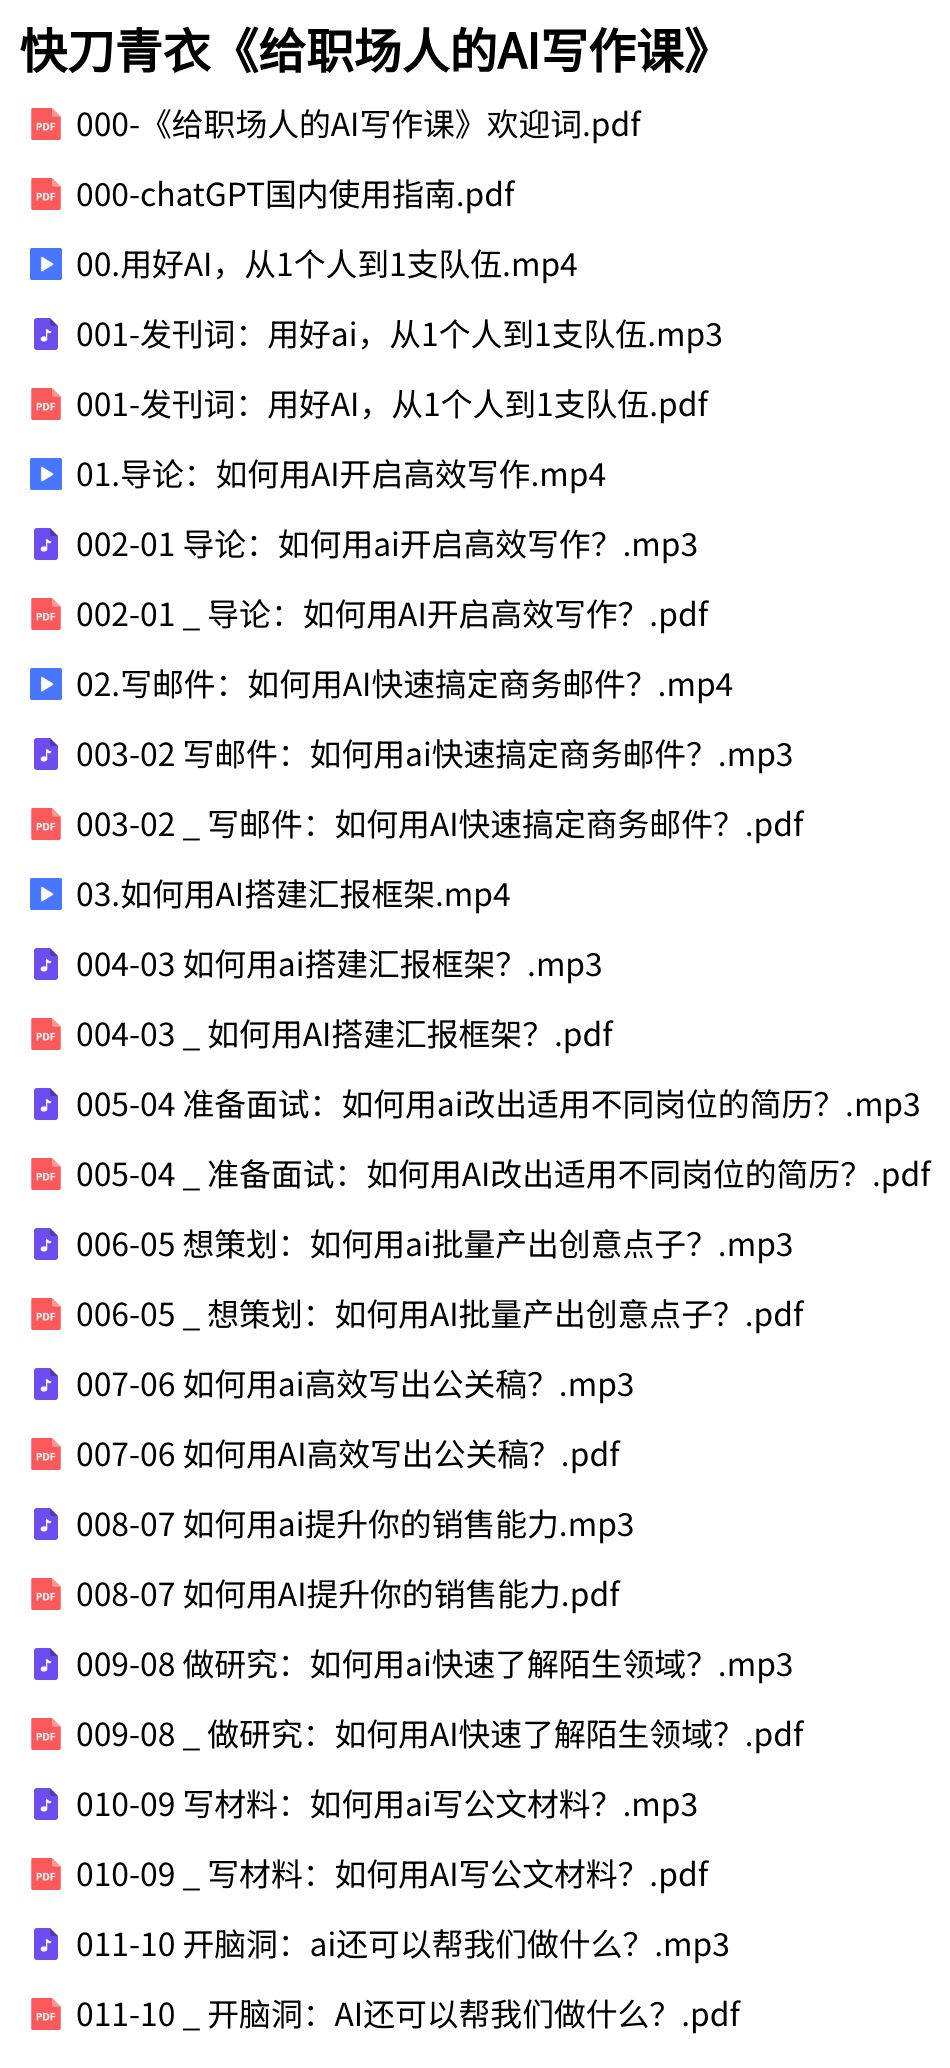 快刀青衣《给职场人的AI写作课》
000-《给职场人的AI写作课》欢迎词.pdf
000-chatGPT国内使用指南.pdf
00.用好AI，从1个人到1支队伍.mp4
001-发刊词：用好ai，从1个人到1支队伍.mp3
001-发刊词：用好AI，从1个人到1支队伍.pdf
01.导论：如何用AI开启高效写作.mp4
002-01 导论：如何用ai开启高效写作？.mp3
002-01 _ 导论：如何用AI开启高效写作？.pdf
02.写邮件：如何用AI快速搞定商务邮件？.mp4
003-02 写邮件：如何用ai快速搞定商务邮件？.mp3
003-02 _ 写邮件：如何用AI快速搞定商务邮件？.pdf
03.如何用AI搭建汇报框架.mp4
004-03 如何用ai搭建汇报框架？.mp3
004-03 _ 如何用AI搭建汇报框架？.pdf
005-04 准备面试：如何用ai改出适用不同岗位的简历？.mp3
005-04 _ 准备面试：如何用AI改出适用不同岗位的简历？.pdf
006-05 想策划：如何用ai批量产出创意点子？.mp3
006-05 _ 想策划：如何用AI批量产出创意点子？.pdf
007-06 如何用ai高效写出公关稿？.mp3
007-06 如何用AI高效写出公关稿？.pdf
008-07 如何用ai提升你的销售能力.mp3
008-07 如何用AI提升你的销售能力.pdf
009-08 做研究：如何用ai快速了解陌生领域？.mp3
009-08 _ 做研究：如何用AI快速了解陌生领域？.pdf
010-09 写材料：如何用ai写公文材料？.mp3
010-09 _ 写材料：如何用AI写公文材料？.pdf
011-10 开脑洞：ai还可以帮我们做什么？.mp3
011-10 _ 开脑洞：AI还可以帮我们做什么？.pdf